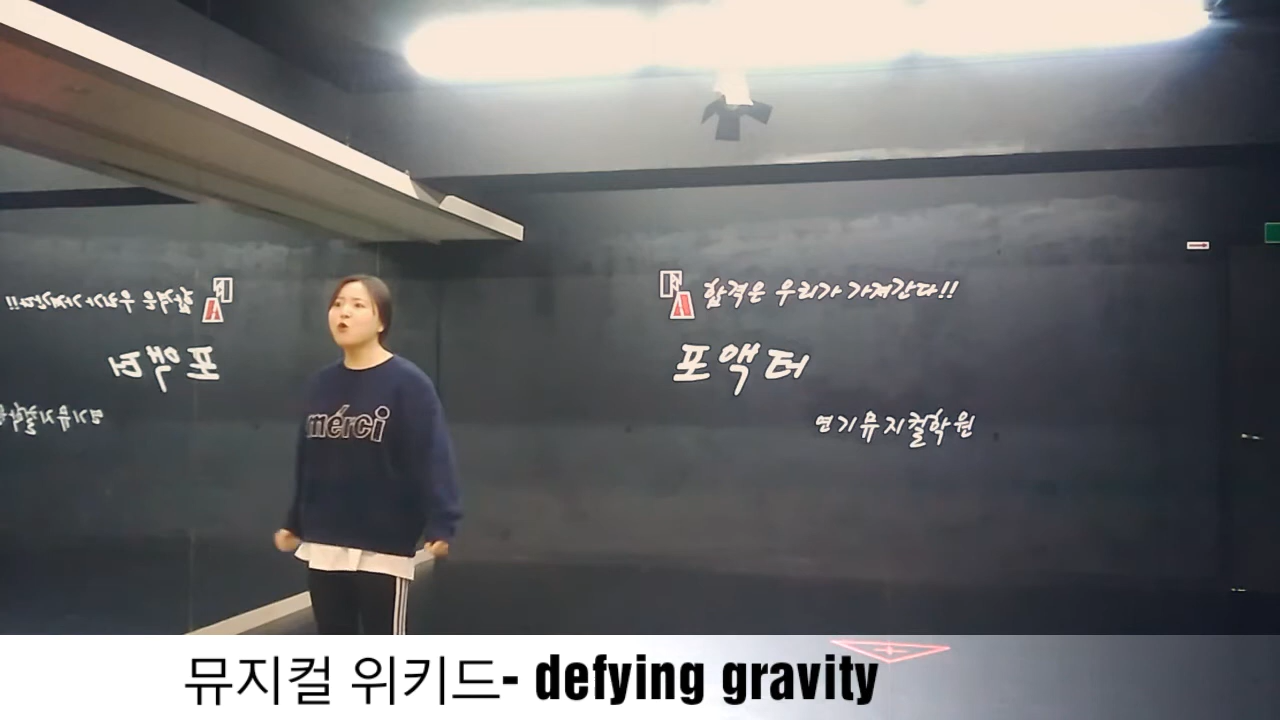 합격은 우리가 가져간다!!
포액터
연기뮤지컬학원
merci
뮤지컬 위키드- defying gravity